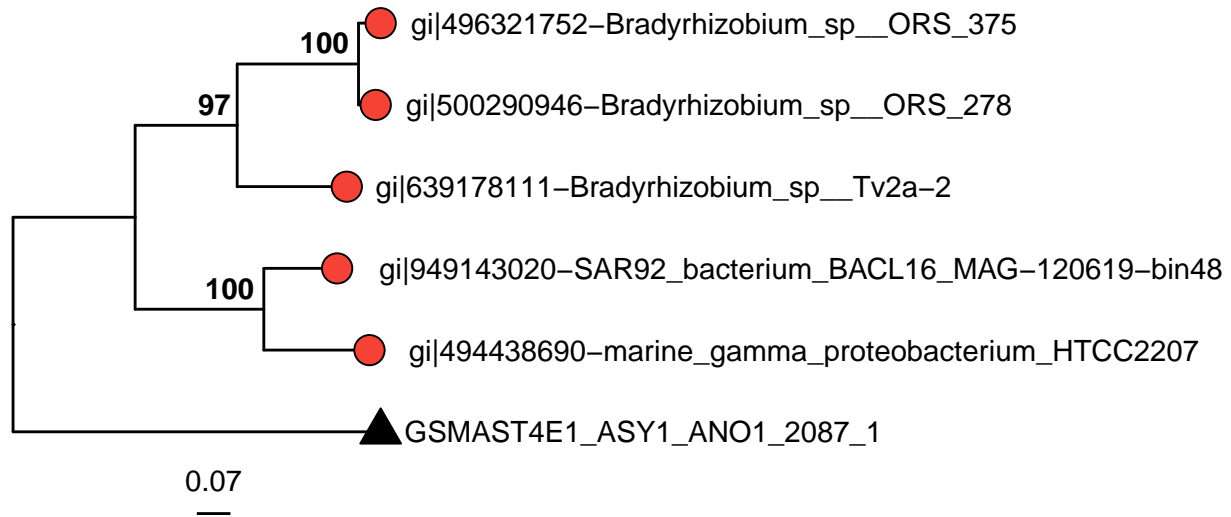 gi|496321752–Bradyrhizobium_sp__ORS_375
100
gi|500290946–Bradyrhizobium_sp__ORS_278
97
gi|639178111–Bradyrhizobium_sp__Tv2a–2
gi|949143020–SAR92_bacterium_BACL16_MAG–120619–bin48
100
gi|494438690–marine_gamma_proteobacterium_HTCC2207
GSMAST4E1_ASY1_ANO1_2087_1
0.07